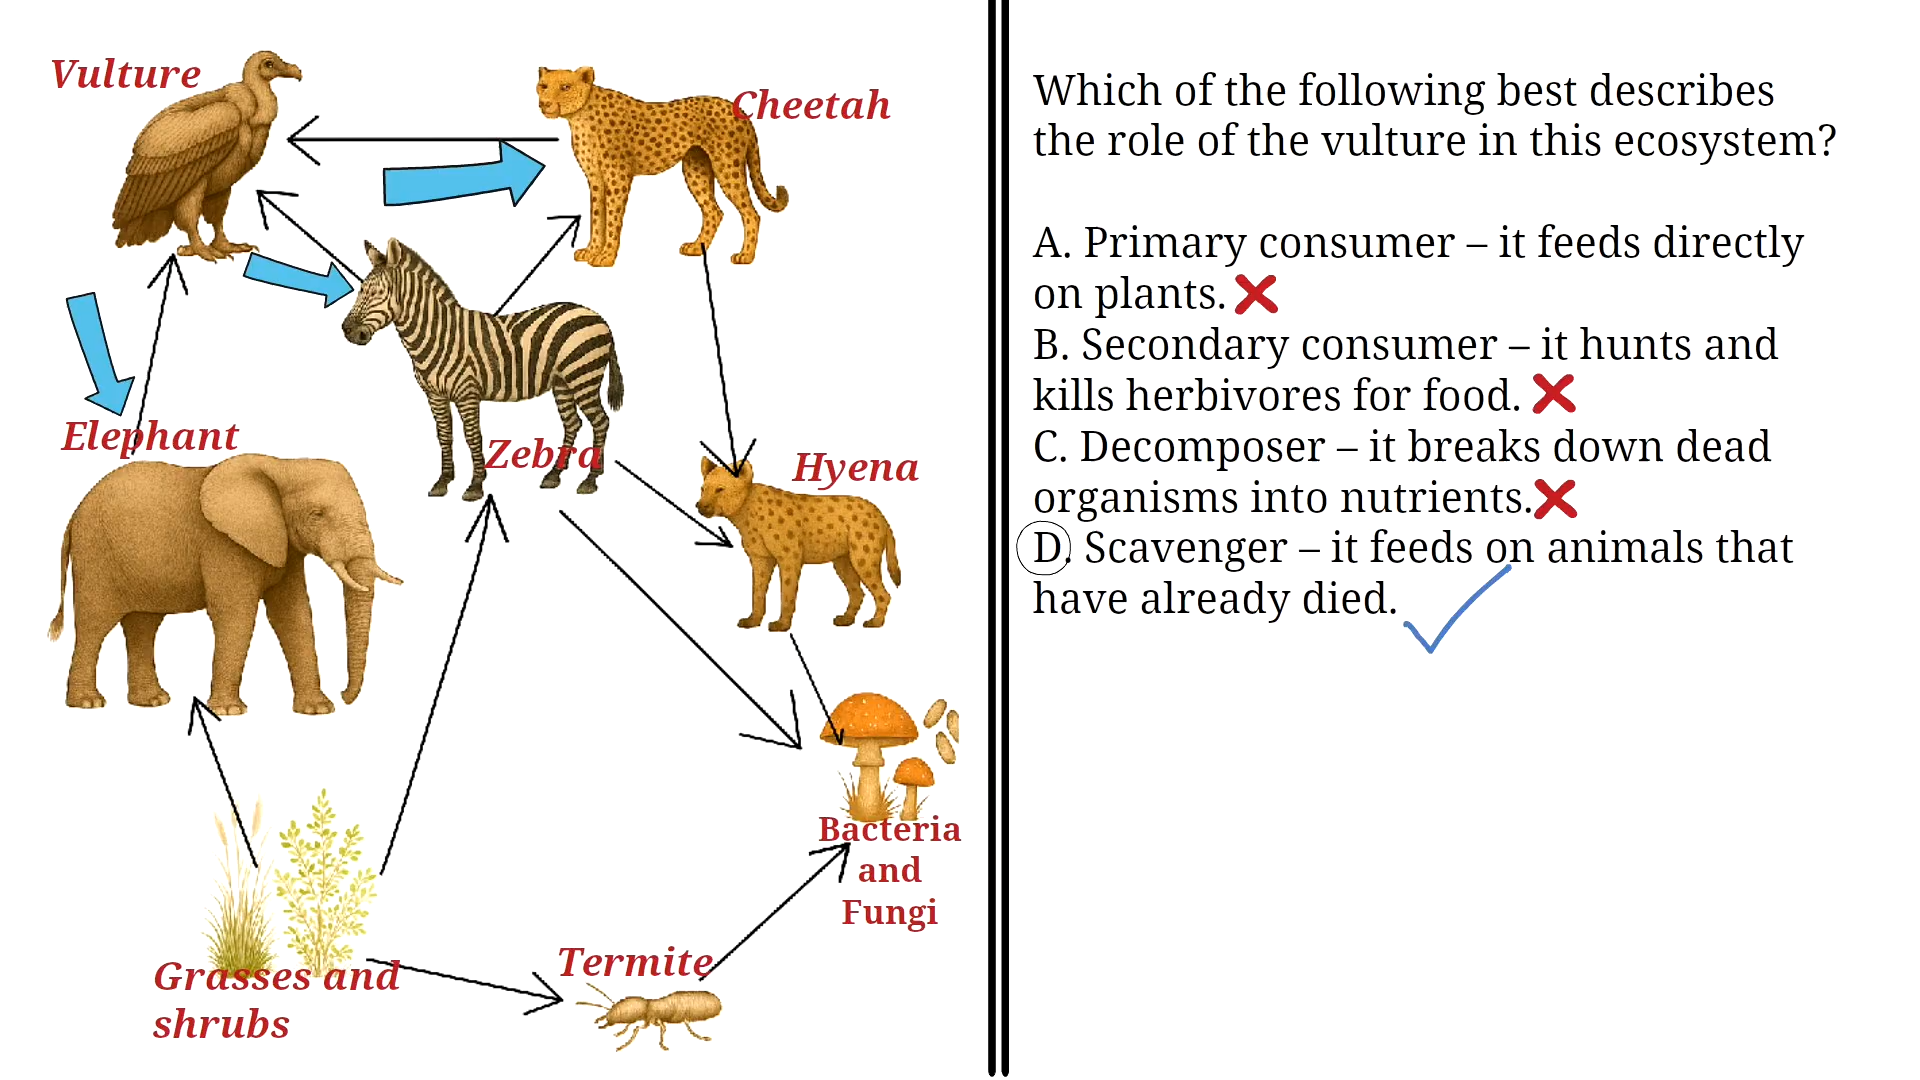 Vulture
Cheetah
Elephant
Zebra
Hyena
Bacteria
and
Fungi
Termite
Grasses and
shrubs
Which of the following best describes
the role of the vulture in this ecosystem?
A. Primary consumer – it feeds directly
on plants.
B. Secondary consumer – it hunts and
kills herbivores for food.
C. Decomposer – it breaks down dead
organisms into nutrients.
D. Scavenger – it feeds on animals that
have already died.